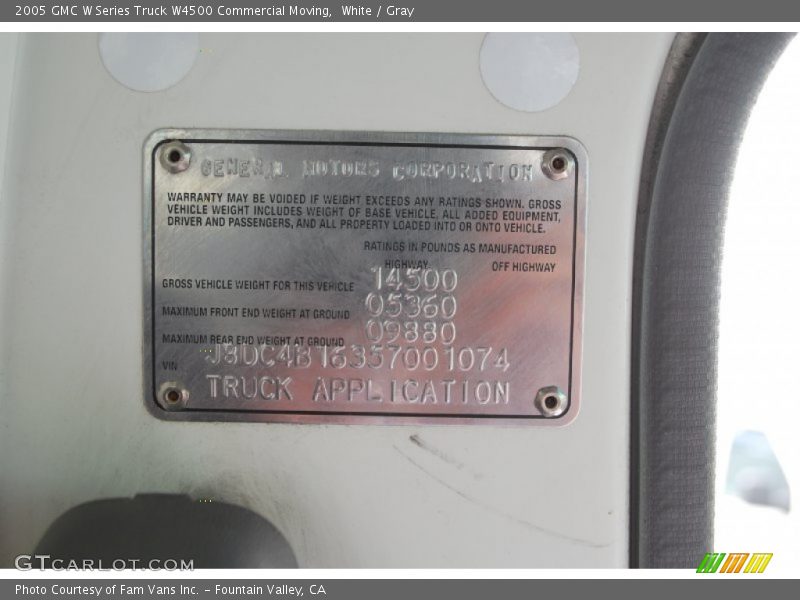 2005 GMC W Series Truck W4500 Commercial Moving,  White / Gray
GENERAL MOTORS CORPORATION
WARRANTY MAY BE VOIDED IF WEIGHT EXCEEDS ANY RATINGS SHOWN. GROSS
VEHICLE WEIGHT INCLUDES WEIGHT OF BASE VEHICLE, ALL ADDED EQUIPMENT,
DRIVER AND PASSENGERS, AND ALL PROPERTY LOADED INTO OR ONTO VEHICLE.
RATINGS IN POUNDS AS MANUFACTURED
HIGHWAY OFF HIGHWAY
GROSS VEHICLE WEIGHT FOR THIS VEHICLE 14500
MAXIMUM FRONT END WEIGHT AT GROUND 05360
MAXIMUM REAR END WEIGHT AT GROUND 09880
VIN J8DC4B16357001074
TRUCK APPLICATION
GTCARLOT.COM
Photo Courtesy of Fam Vans Inc. - Fountain Valley, CA